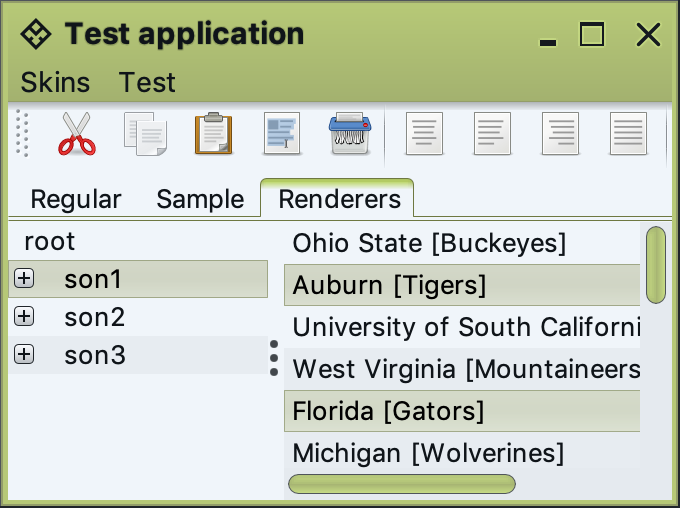 Test application
Skins Test
Regular Sample Renderers
root
son1
son2
son3
Ohio State [Buckeyes]
Auburn [Tigers]
University of South Californi
West Virginia [Mountaineers
Florida [Gators]
Michigan [Wolverines]